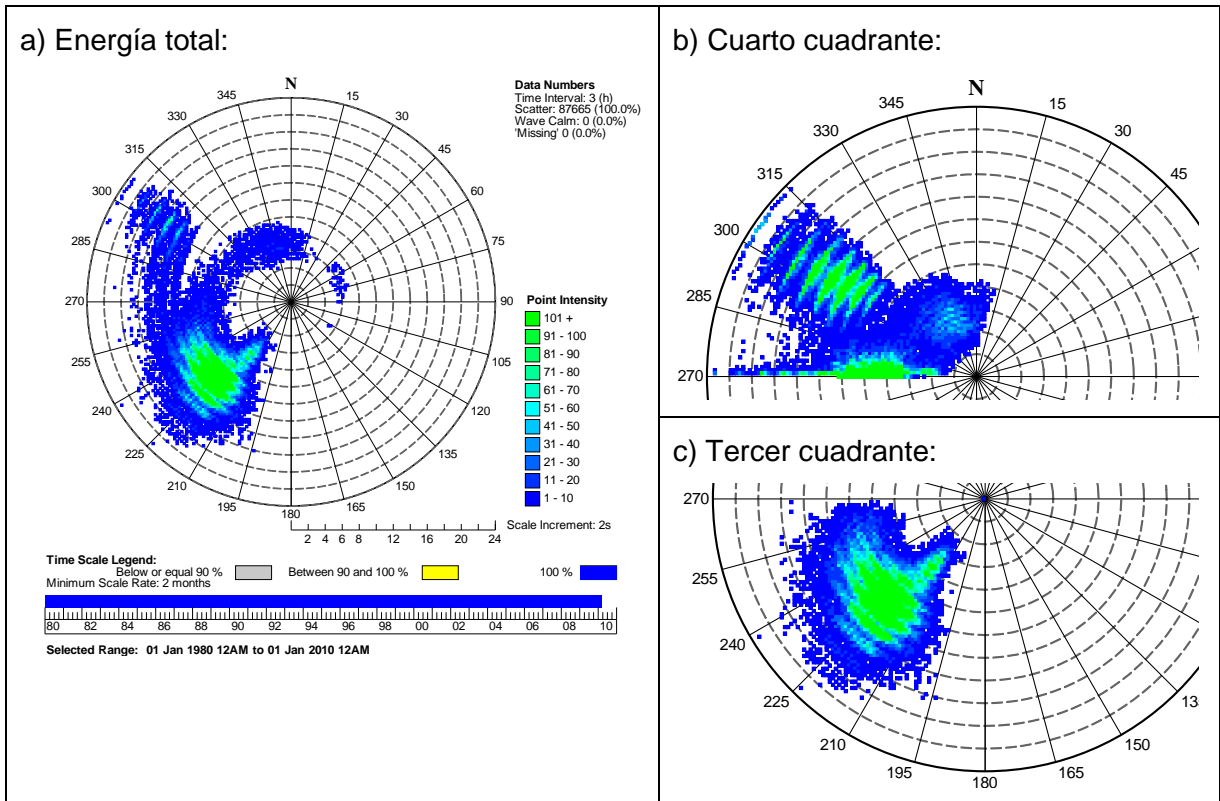 a) Energía total:
N
345
15
330
30
315
45
300
60
285
75
270
90
255
105
240
120
225
135
210
150
195
165
180
Data Numbers
Time Interval: 3 (h)
Scatter: 87665 (100.0%)
Wave Calm: 0 (0.0%)
'Missing' 0 (0.0%)
Point Intensity
101 +
91 - 100
81 - 90
71 - 80
61 - 70
51 - 60
41 - 50
31 - 40
21 - 30
11 - 20
1 - 10
Scale Increment: 2s
2 4 6 8 12 16 20 24
Time Scale Legend:
Below or equal 90 % Between 90 and 100 % 100 %
Minimum Scale Rate: 2 months
80 82 84 86 88 90 92 94 96 98 00 02 04 06 08 10
Selected Range: 01 Jan 1980 12AM to 01 Jan 2010 12AM
b) Cuarto cuadrante:
N
345
15
330
30
315
45
300
285
270
c) Tercer cuadrante:
270
255
240
225
210
195
180
165
150
13